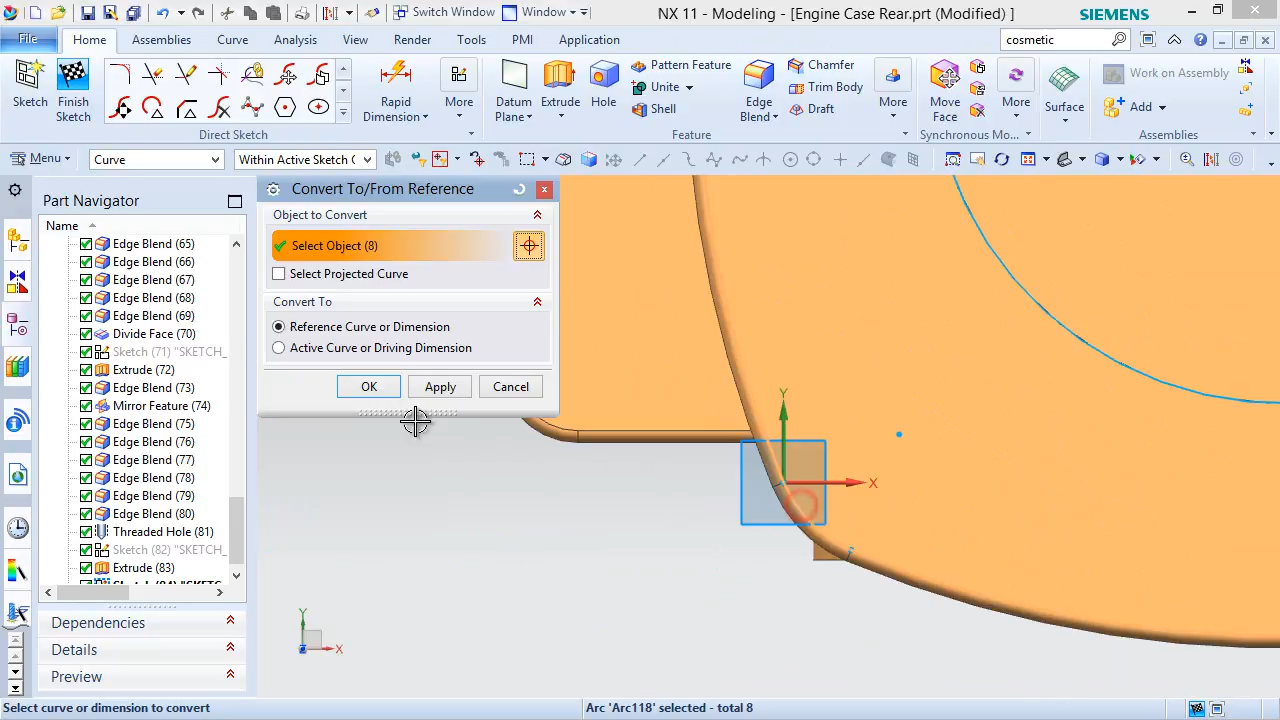 NX
Switch Window
Window
NX 11 - Modeling - [Engine Case Rear.prt (Modified) ]
SIEMENS
File
Home
Assemblies
Curve
Analysis
View
Render
Tools
PMI
Application
cosmetic
Sketch
Finish
Sketch
Direct Sketch
Rapid
Dimension
More
Datum
Plane
Extrude
Hole
Pattern Feature
Unite
Shell
Edge
Blend
Chamfer
Trim Body
Draft
More
Feature
Move
Face
More
Synchronous Mo...
Surface
Work on Assembly
Add
Assemblies
Menu
Curve
Within Active Sketch
Part Navigator
Name
Edge Blend (65)
Edge Blend (66)
Edge Blend (67)
Edge Blend (68)
Edge Blend (69)
Divide Face (70)
Sketch (71) "SKETCH_
Extrude (72)
Edge Blend (73)
Mirror Feature (74)
Edge Blend (75)
Edge Blend (76)
Edge Blend (77)
Edge Blend (78)
Edge Blend (79)
Edge Blend (80)
Threaded Hole (81)
Sketch (82) "SKETCH_
Extrude (83)
Dependencies
Details
Preview
Convert To/From Reference
Object to Convert
Select Object (8)
Select Projected Curve
Convert To
Reference Curve or Dimension
Active Curve or Driving Dimension
OK
Apply
Cancel
Y
X
Y
X
Select curve or dimension to convert
Arc 'Arc118' selected - total 8